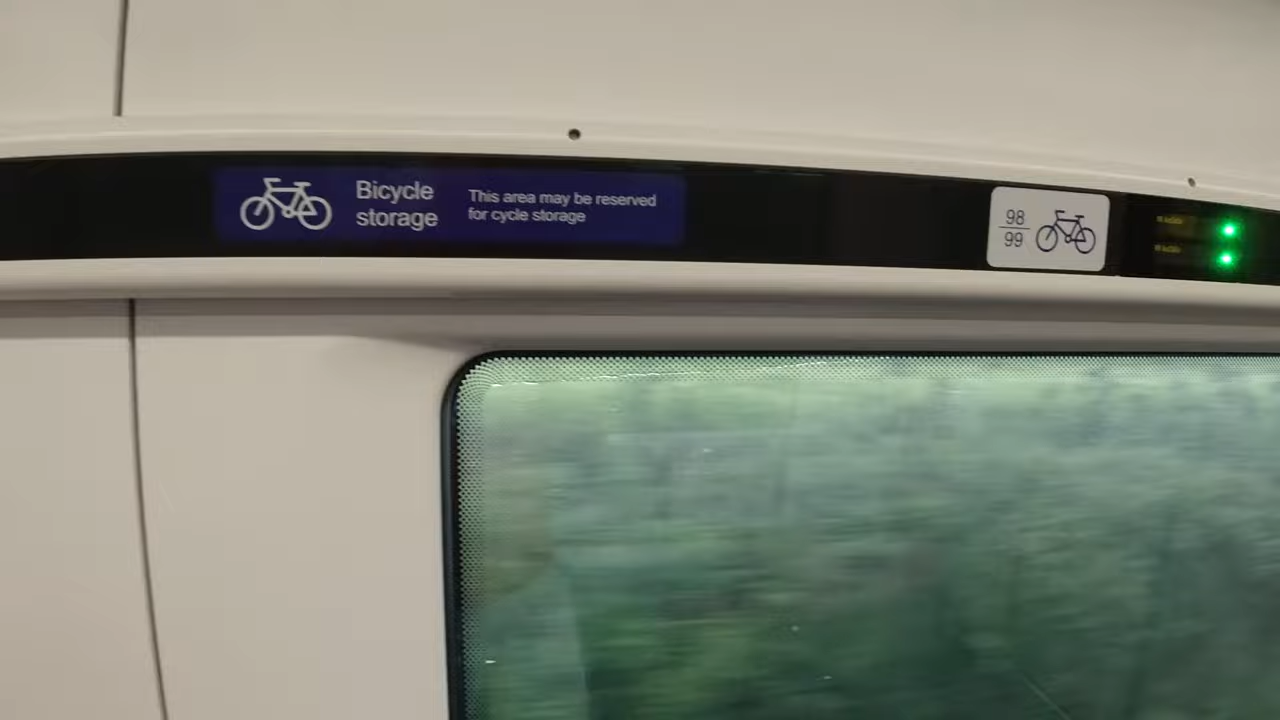 Bicycle
storage
This area may be reserved
for cycle storage
98
99